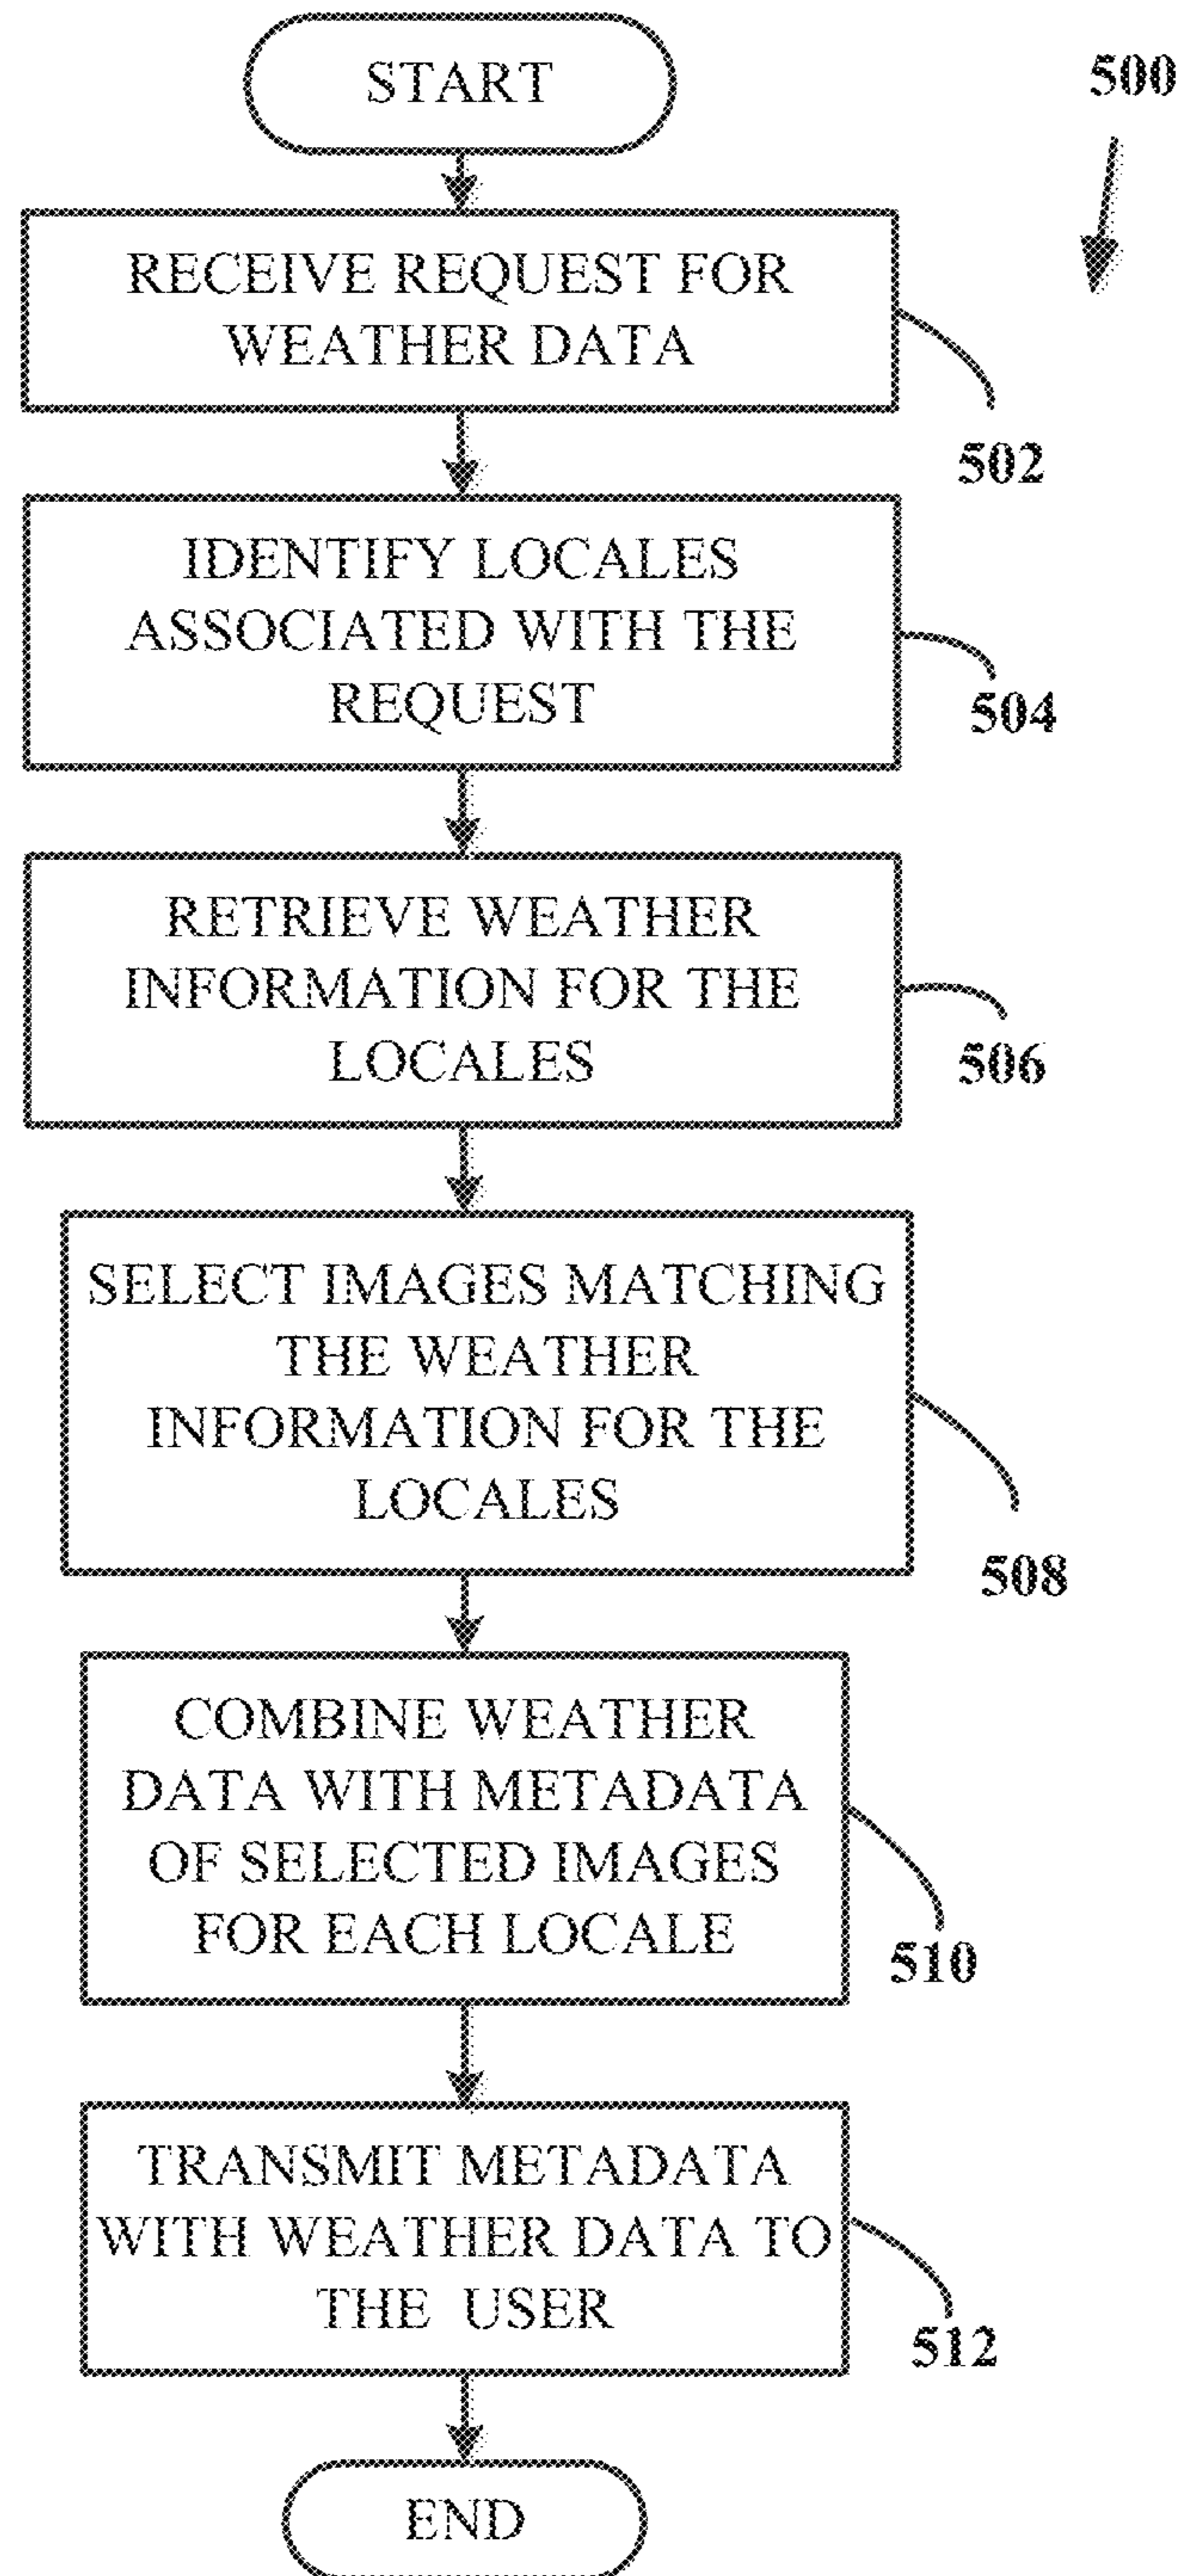 START
500
RECEIVE REQUEST FOR
WEATHER DATA
502
IDENTIFY LOCALES
ASSOCIATED WITH THE
REQUEST
504
RETRIEVE WEATHER
INFORMATION FOR THE
LOCALES
506
SELECT IMAGES MATCHING
THE WEATHER
INFORMATION FOR THE
LOCALES
508
COMBINE WEATHER
DATA WITH METADATA
OF SELECTED IMAGES
FOR EACH LOCALE
510
TRANSMIT METADATA
WITH WEATHER DATA TO
THE USER
512
END